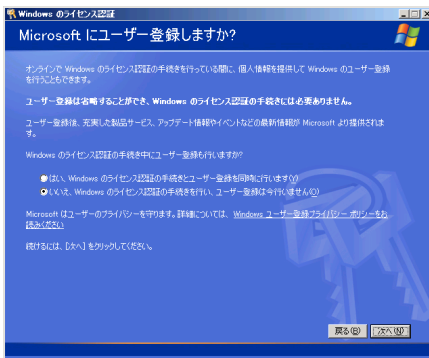 Windows のライセンス認証
Microsoft にユーザー登録しますか?
オンラインで Windows のライセンス認証の手続きを行っている間に、個人情報を提供して Windows のユーザー登録
を行うこともできます。
ユーザー登録は省略することができ、Windows のライセンス認証の手続きには必要ありません。
ユーザー登録後、充実した製品サービス、アップデート情報やイベントなどの最新情報が Microsoft より提供されま
す。
Windows のライセンス認証の手続き中にユーザー登録も行いますか?
はい、Windows のライセンス認証の手続きとユーザー登録を同時に行います(Y)
いいえ、Windows のライセンス認証の手続きを行い、ユーザー登録は今行いません(O)
Microsoft はユーザーのプライバシーを守ります。詳細については、Windows ユーザー登録プライバシー ポリシーをお
読みください
続けるには、[次へ] をクリックしてください。
戻る(B) 次へ(N)